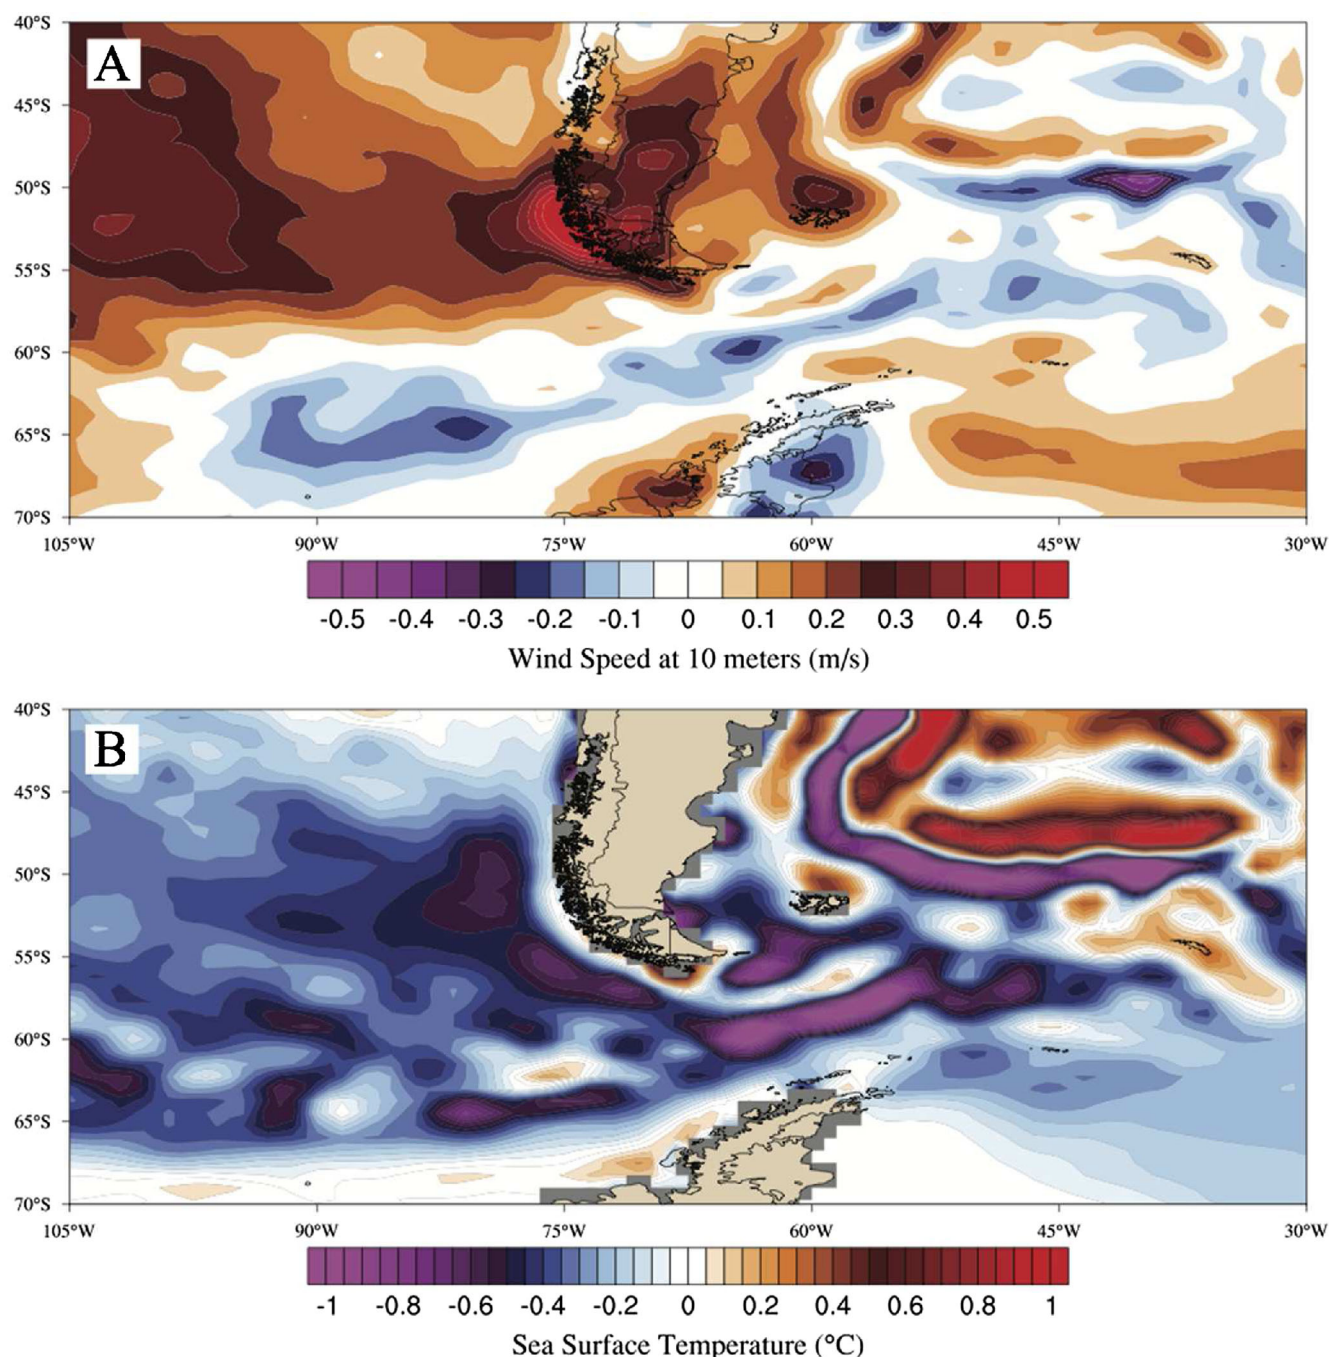 A
40°S
45°S
50°S
55°S
60°S
65°S
70°S
105°W 90°W 75°W 60°W 45°W 30°W
-0.5 -0.4 -0.3 -0.2 -0.1 0 0.1 0.2 0.3 0.4 0.5
Wind Speed at 10 meters (m/s)
B
40°S
45°S
50°S
55°S
60°S
65°S
70°S
105°W 90°W 75°W 60°W 45°W 30°W
-1 -0.8 -0.6 -0.4 -0.2 0 0.2 0.4 0.6 0.8 1
Sea Surface Temperature (°C)